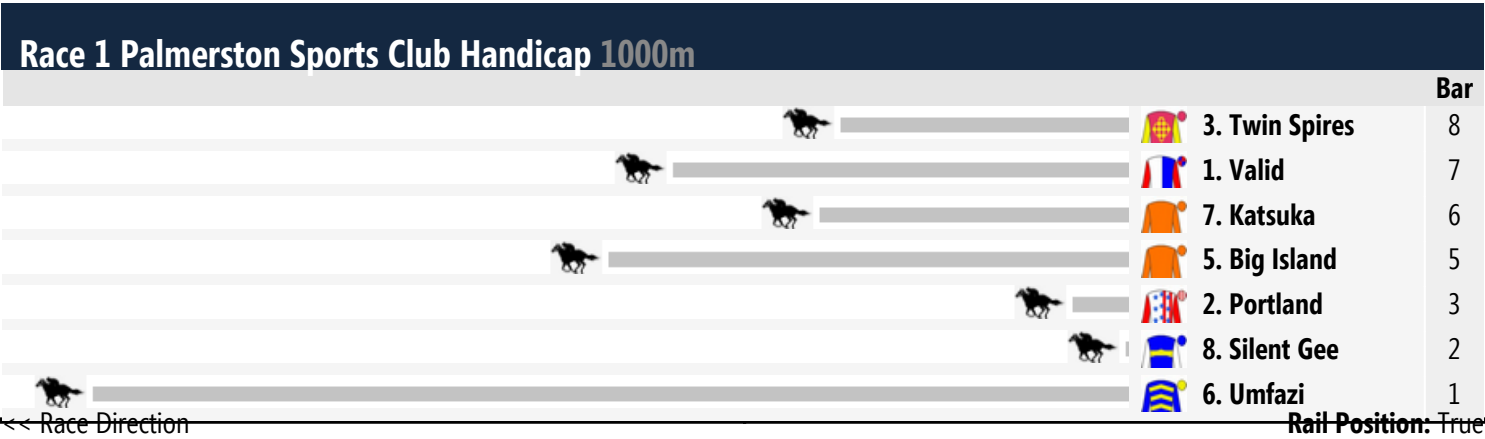 Race 1 Palmerston Sports Club Handicap 1000m
Bar
3. Twin Spires 8
1. Valid 7
7. Katsuka 6
5. Big Island 5
2. Portland 3
8. Silent Gee 2
6. Umfazi 1
<< Race Direction Rail Position: True